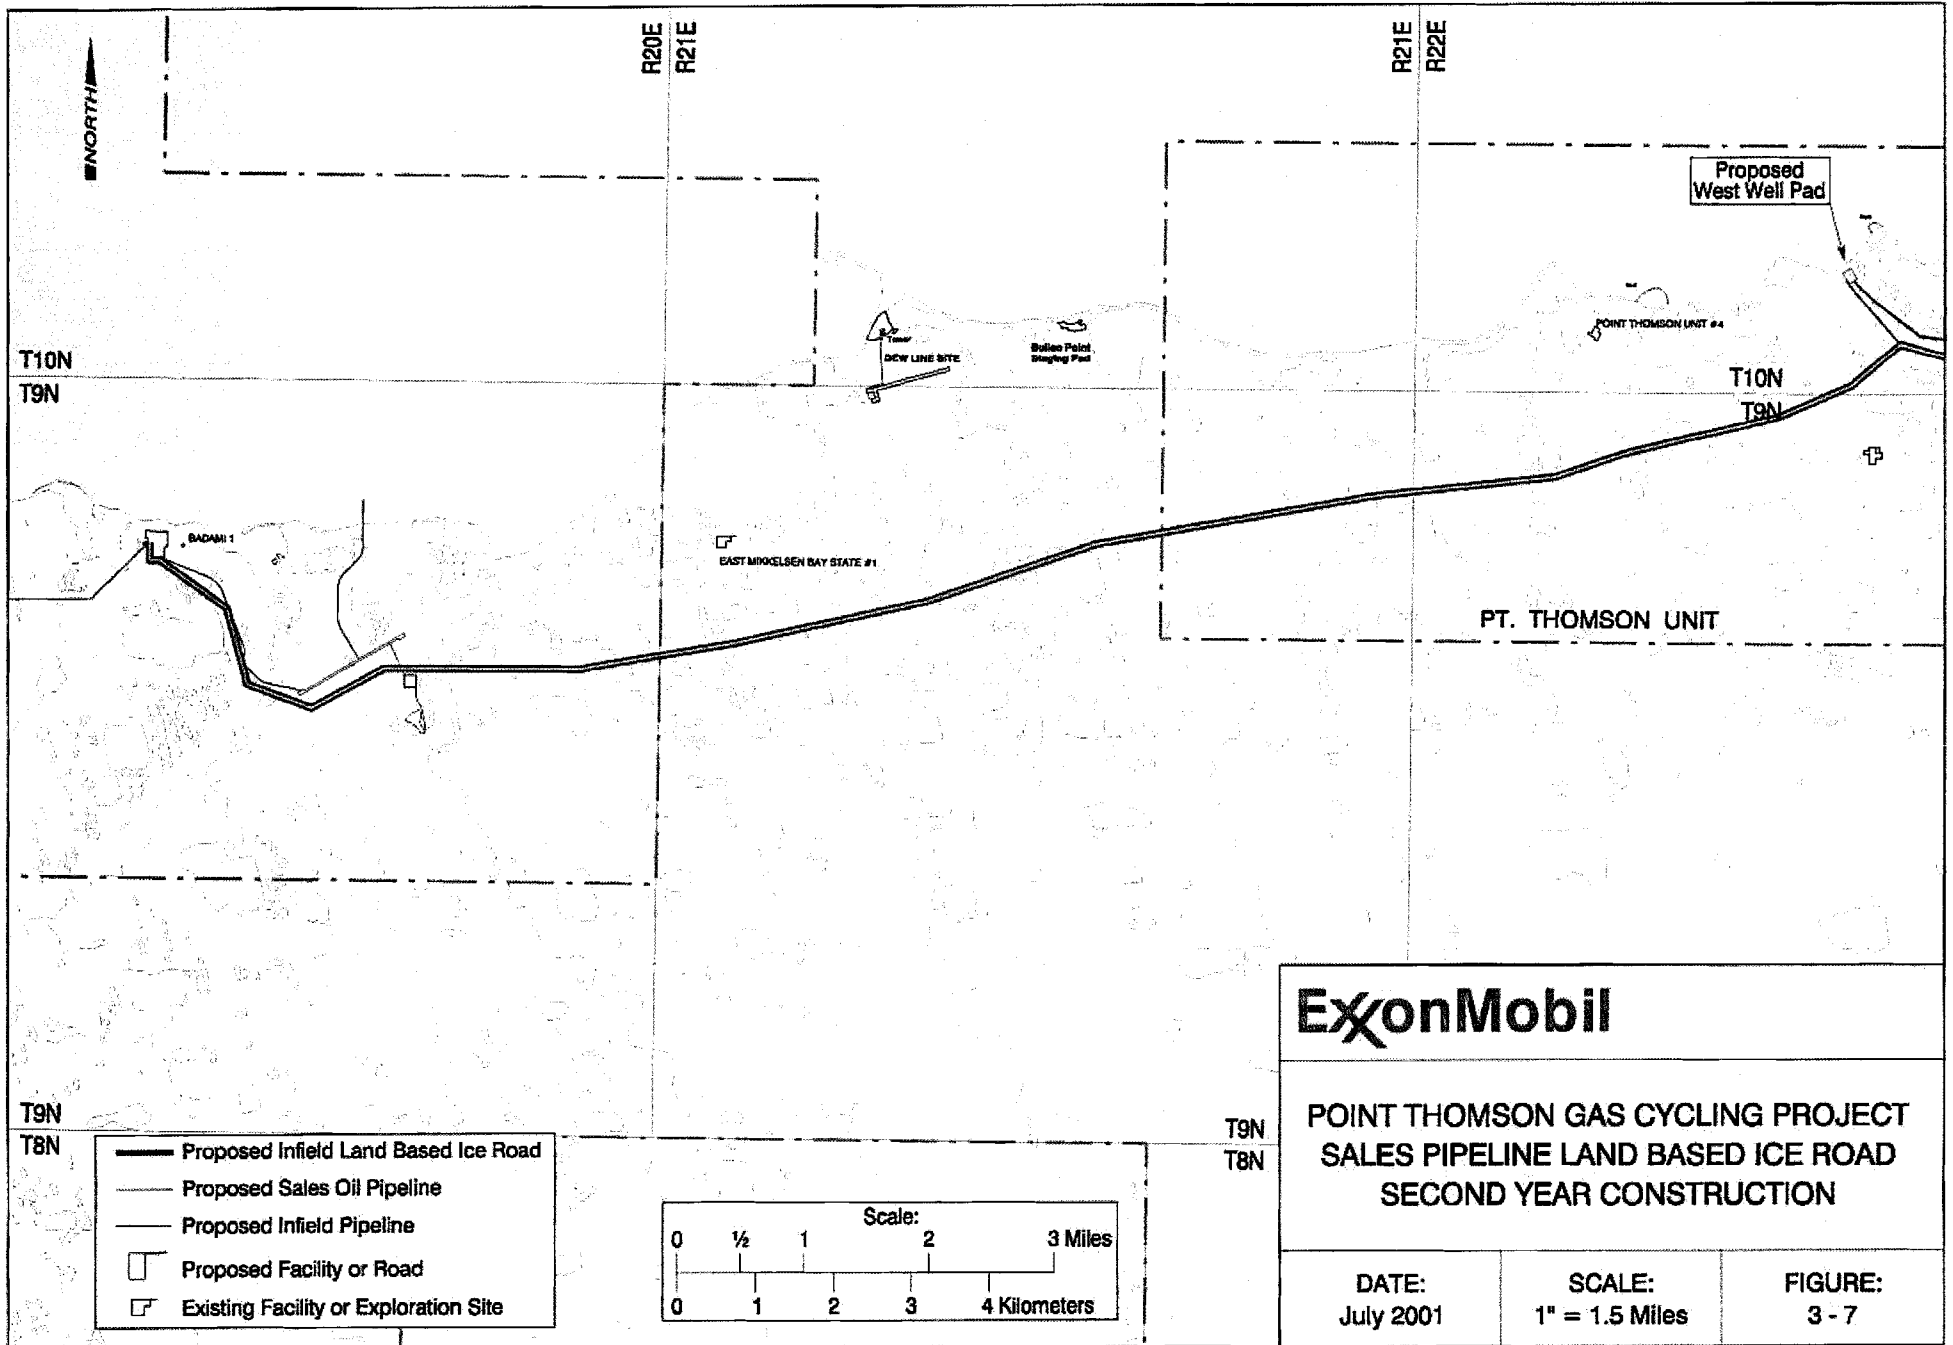 NORTH
R20E
R21E
R21E
R22E
Proposed
West Well Pad
POINT THOMSON UNIT #4
Tower
DEW LINE SITE
Bullen Point
Staging Pad
T10N
T9N
T10N
T9N
BADAMI 1
EAST MIKKELSEN BAY STATE #1
PT. THOMSON UNIT
T9N
T8N
T9N
T8N
Proposed Infield Land Based Ice Road
Proposed Sales Oil Pipeline
Proposed Infield Pipeline
Proposed Facility or Road
Existing Facility or Exploration Site
Scale:
0 ½ 1 2 3 Miles
0 1 2 3 4 Kilometers
ExxonMobil
POINT THOMSON GAS CYCLING PROJECT
SALES PIPELINE LAND BASED ICE ROAD
SECOND YEAR CONSTRUCTION
DATE:
July 2001
SCALE:
1" = 1.5 Miles
FIGURE:
3 - 7